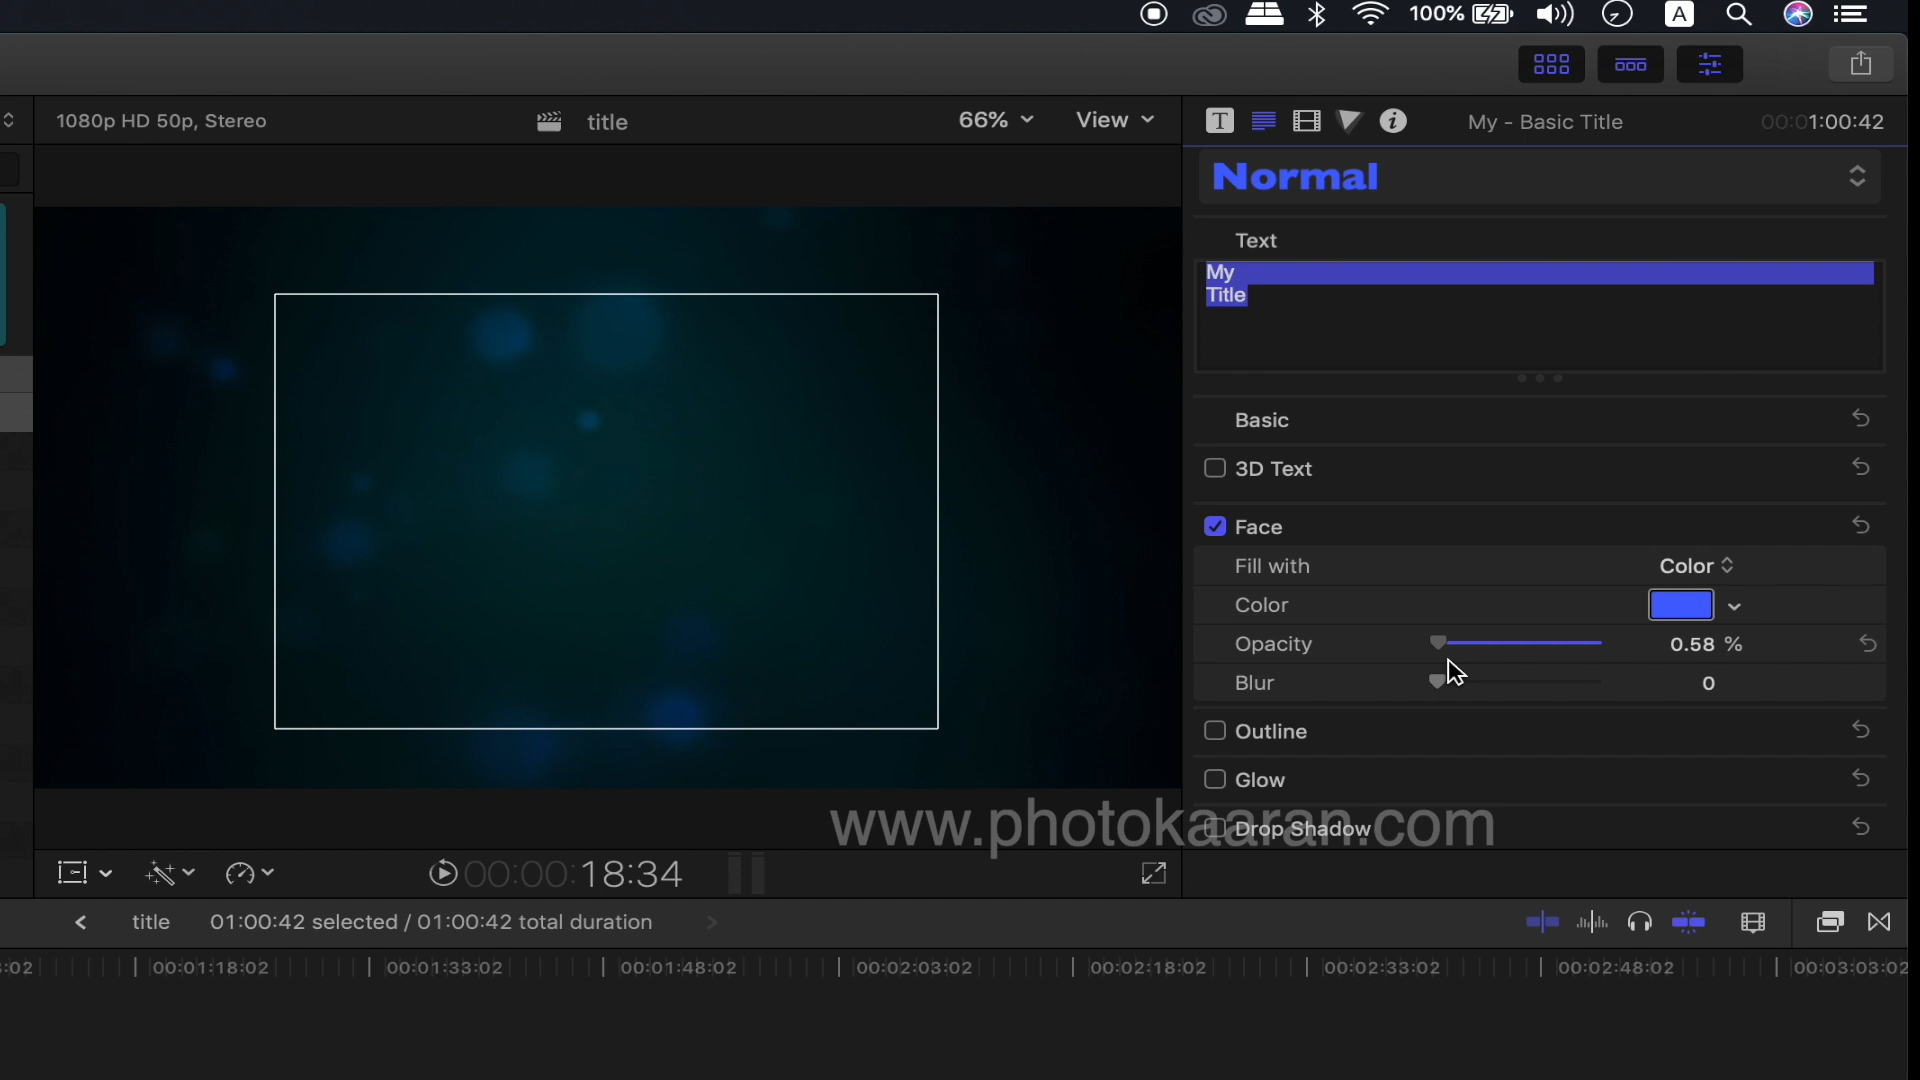 100%
A
1080p HD 50p, Stereo
title
66%
View
T
i
My - Basic Title
00:01:00:42
Normal
Text
My
Title
Basic
3D Text
Face
Fill with
Color
Color
Opacity
0.58 %
Blur
0
Outline
Glow
Drop Shadow
www.photokaaran.com
00:00:18:34
title
01:00:42 selected / 01:00:42 total duration
:02
00:01:18:02
00:01:33:02
00:01:48:02
00:02:03:02
00:02:18:02
00:02:33:02
00:02:48:02
00:03:03:02